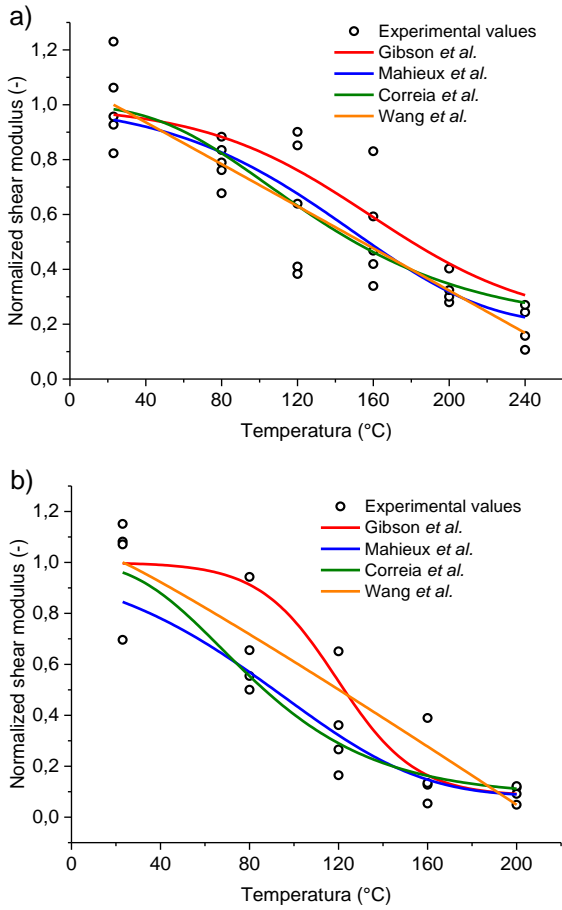 a)
Normalized shear modulus (-)
1,2
1,0
0,8
0,6
0,4
0,2
0,0
Experimental values
Gibson et al.
Mahieux et al.
Correia et al.
Wang et al.
0 40 80 120 160 200 240
Temperatura (°C)
b)
Normalized shear modulus (-)
1,2
1,0
0,8
0,6
0,4
0,2
0,0
Experimental values
Gibson et al.
Mahieux et al.
Correia et al.
Wang et al.
0 40 80 120 160 200
Temperatura (°C)